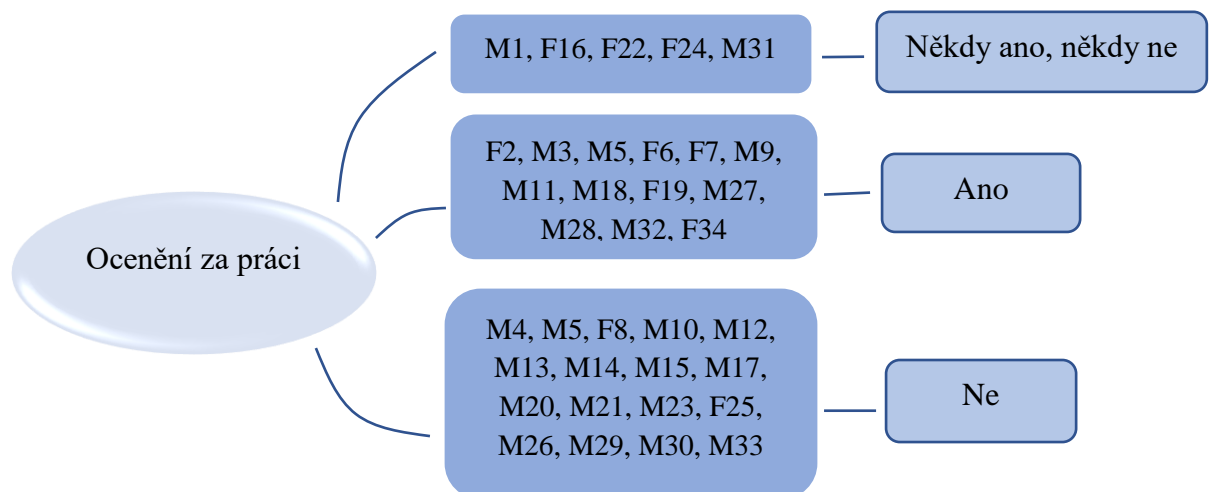 M1, F16, F22, F24, M31
Někdy ano, někdy ne
F2, M3, M5, F6, F7, M9,
M11, M18, F19, M27,
M28, M32, F34
Ano
Ocenění za práci
M4, M5, F8, M10, M12,
M13, M14, M15, M17,
M20, M21, M23, F25,
M26, M29, M30, M33
Ne